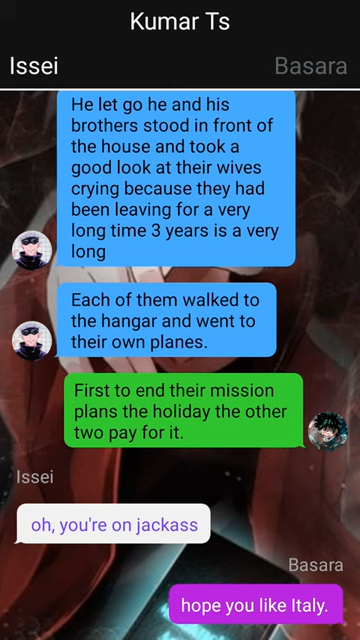 Kumar Ts
Issei
Basara
He let go he and his
brothers stood in front of
the house and took a
good look at their wives
crying because they had
been leaving for a very
long time 3 years is a very
long
Each of them walked to
the hangar and went to
their own planes.
First to end their mission
plans the holiday the other
two pay for it.
Issei
oh, you're on jackass
Basara
hope you like Italy.